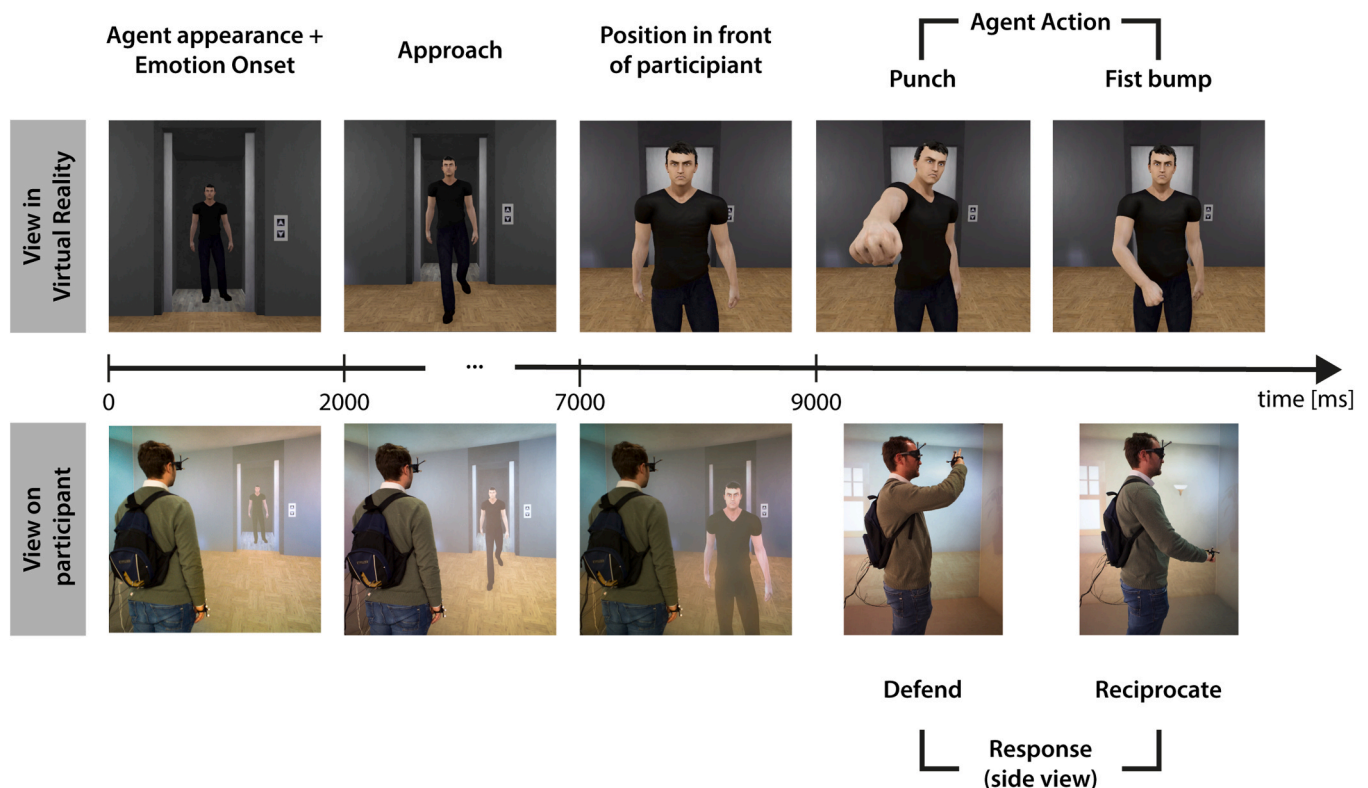 Agent appearance +
Emotion Onset
Approach
Position in front
of participiant
Agent Action
Punch
Fist bump
View in
Virtual Reality
0
2000
...
7000
9000
time [ms]
View on
participant
Defend
Reciprocate
Response
(side view)